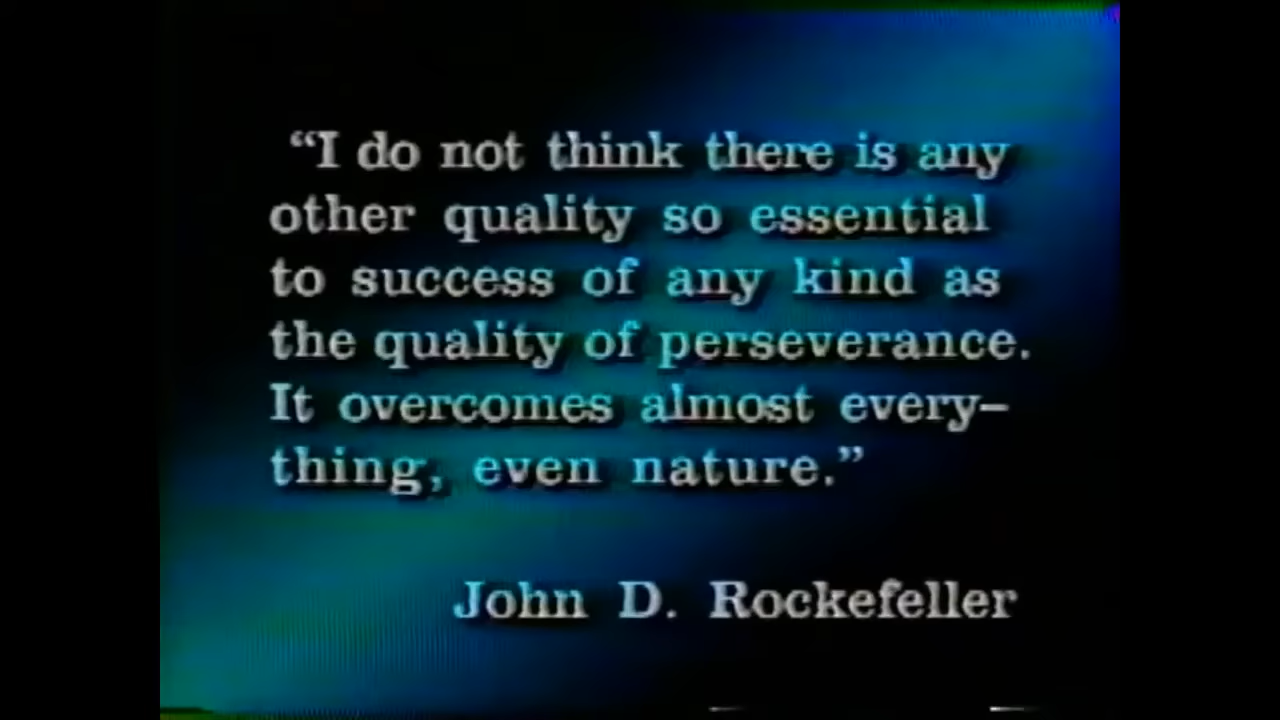 “I do not think there is any
other quality so essential
to success of any kind as
the quality of perseverance.
It overcomes almost every–
thing, even nature.”
John D. Rockefeller